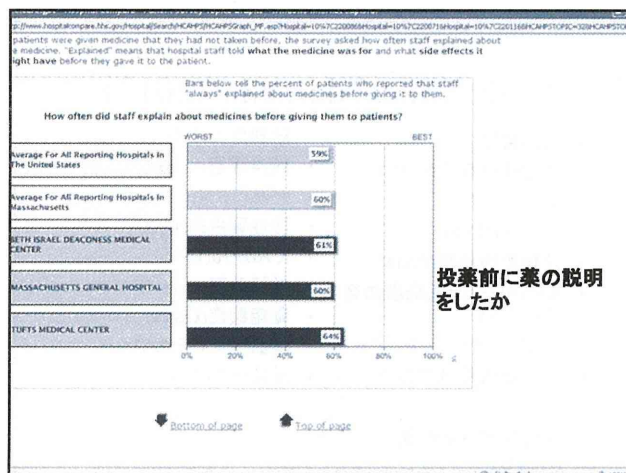 patients were given medicine that they had not taken before, the survey asked how often staff explained about
e medicine. "Explained" means that hospital staff told what the medicine was for and what side effects it
ight have before they gave it to the patient.
Bars below tell the percent of patients who reported that staff
"always" explained about medicines before giving it to them.
How often did staff explain about medicines before giving them to patients?
WORST BEST
Average For All Reporting Hospitals In
The United States
59%
Average For All Reporting Hospitals In
Massachusetts
60%
BETH ISRAEL DEACONESS MEDICAL
CENTER
61%
MASSACHUSETTS GENERAL HOSPITAL
60%
TUFTS MEDICAL CENTER
64%
0% 20% 40% 60% 80% 100%
投薬前に薬の説明
をしたか
Bottom of page Top of page